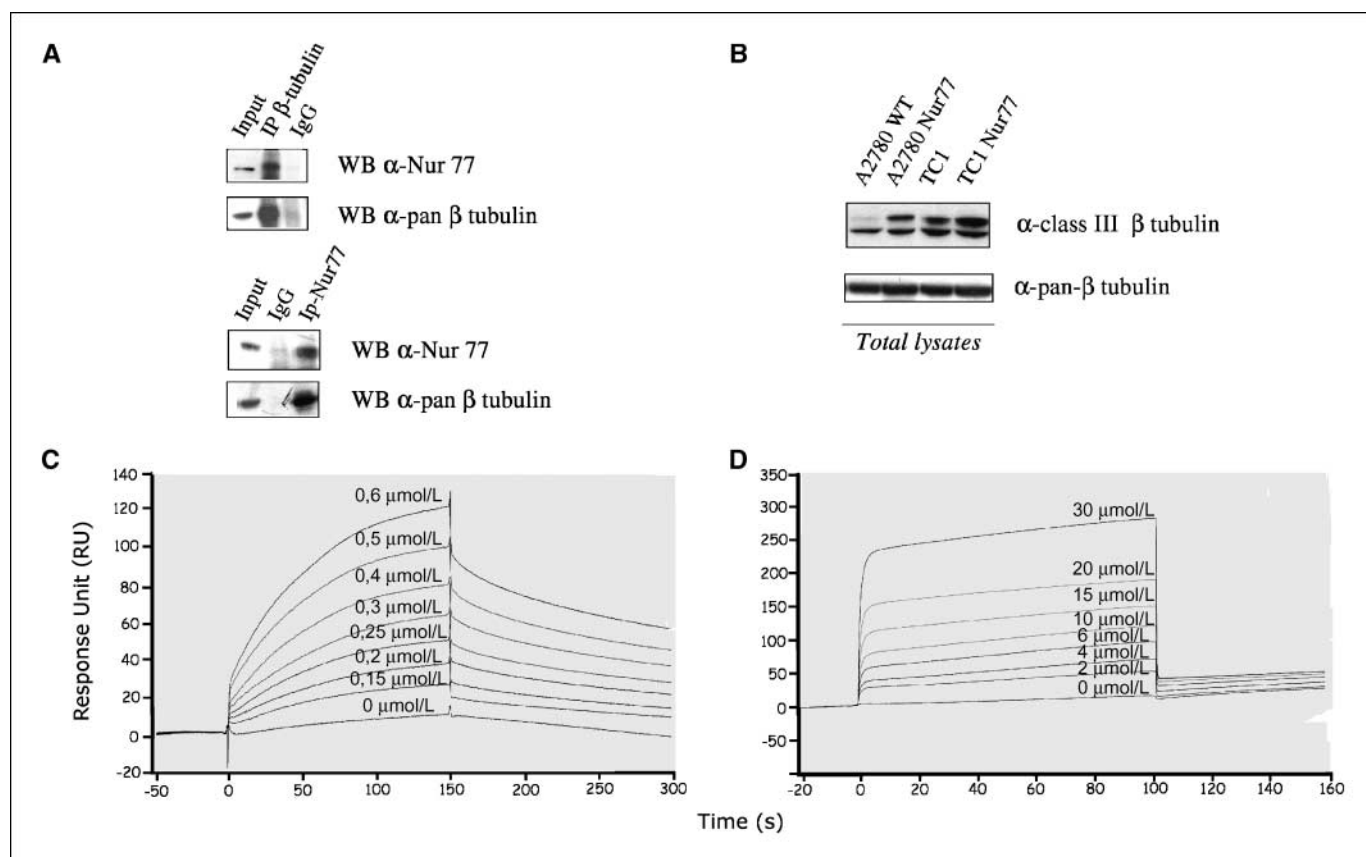 A
Input
IP β-tubulin
IgG
WB α-Nur 77
WB α-pan β tubulin
Input
IgG
Ip-Nur77
WB α-Nur 77
WB α-pan β tubulin
B
A2780 WT
A2780 Nur77
TC1
TC1 Nur77
α-class III β tubulin
α-pan-β tubulin
Total lysates
C
Response Unit (RU)
140
120
100
80
60
40
20
0
-20
0,6 μmol/L
0,5 μmol/L
0,4 μmol/L
0,3 μmol/L
0,25 μmol/L
0,2 μmol/L
0,15 μmol/L
0 μmol/L
-50 0 50 100 150 200 250 300
D
350
300
250
200
150
100
50
0
-50
30 μmol/L
20 μmol/L
15 μmol/L
10 μmol/L
6 μmol/L
4 μmol/L
2 μmol/L
0 μmol/L
-20 0 20 40 60 80 100 120 140 160
Time (s)